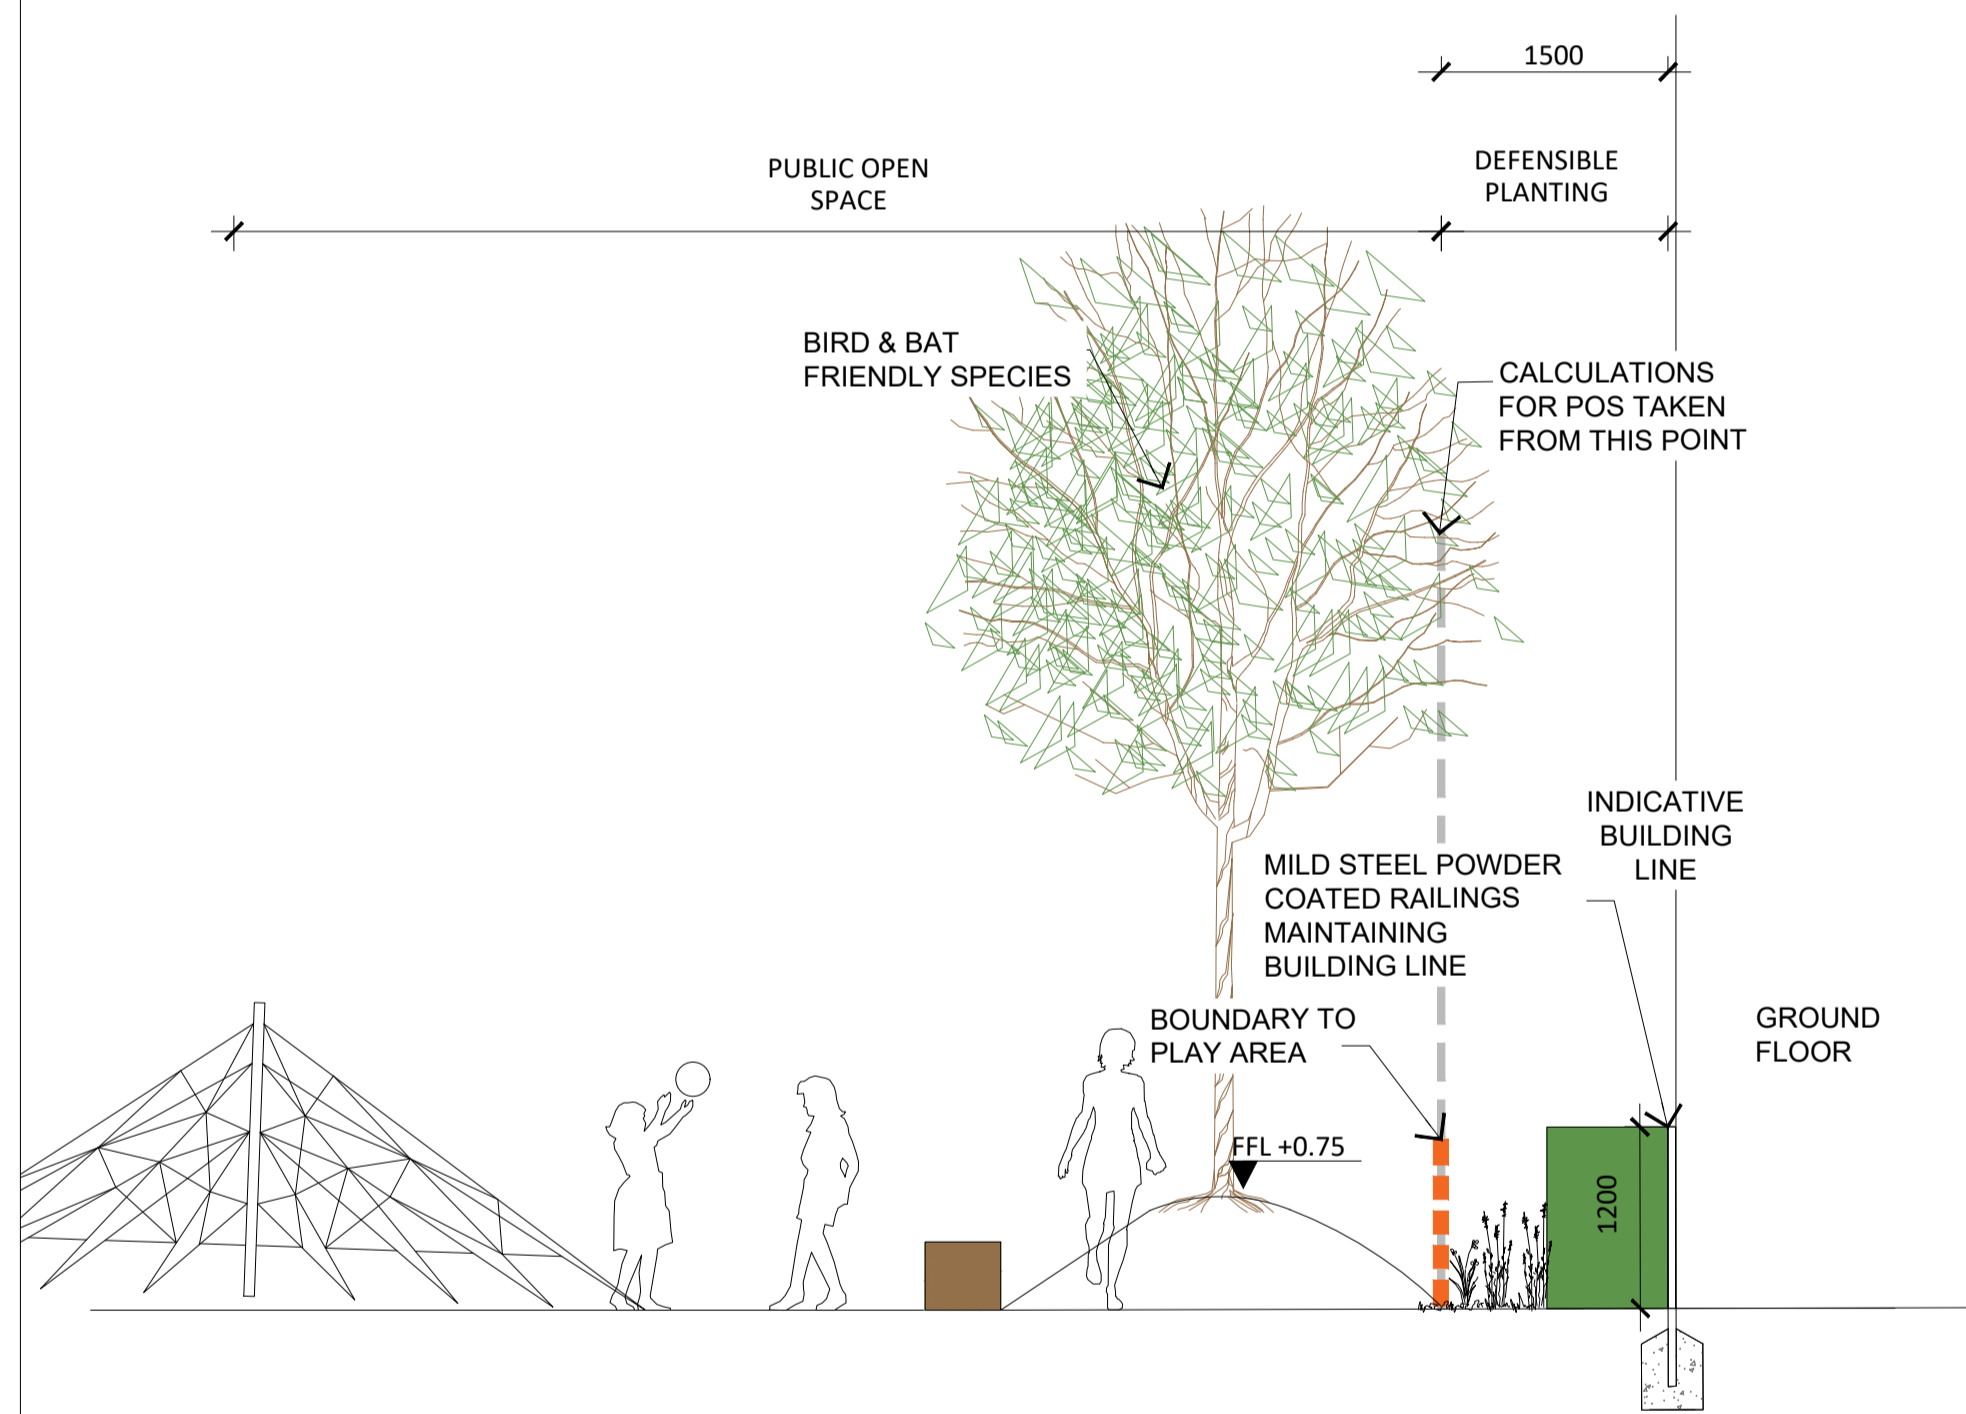 1500
PUBLIC OPEN
SPACE
DEFENSIBLE
PLANTING
BIRD & BAT
FRIENDLY SPECIES
CALCULATIONS
FOR POS TAKEN
FROM THIS POINT
INDICATIVE
BUILDING
LINE
MILD STEEL POWDER
COATED RAILINGS
MAINTAINING
BUILDING LINE
BOUNDARY TO
PLAY AREA
GROUND
FLOOR
FFL +0.75
1200